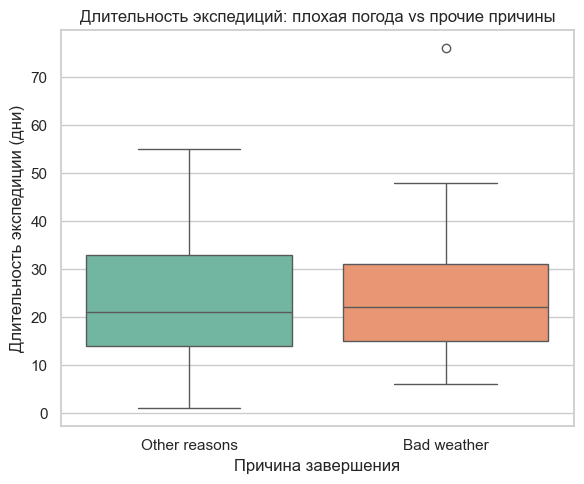 Длительность экспедиций: плохая погода vs прочие причины
Длительность экспедиции (дни)
70
60
50
40
30
20
10
0
Other reasons
Bad weather
Причина завершения